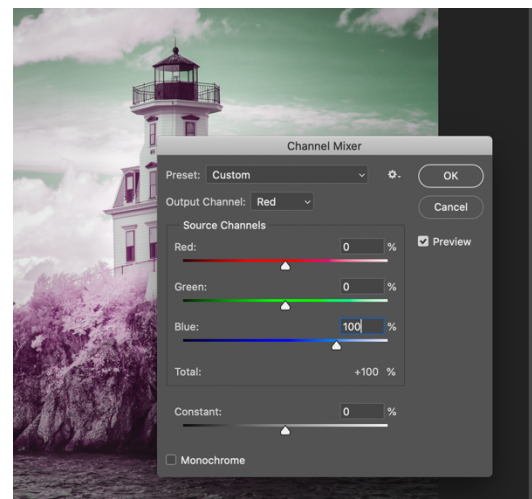 Channel Mixer
Preset: Custom
OK
Output Channel: Red
Cancel
Source Channels
Preview
Red: 0 %
Green: 0 %
Blue: 100 %
Total: +100 %
Constant: 0 %
Monochrome